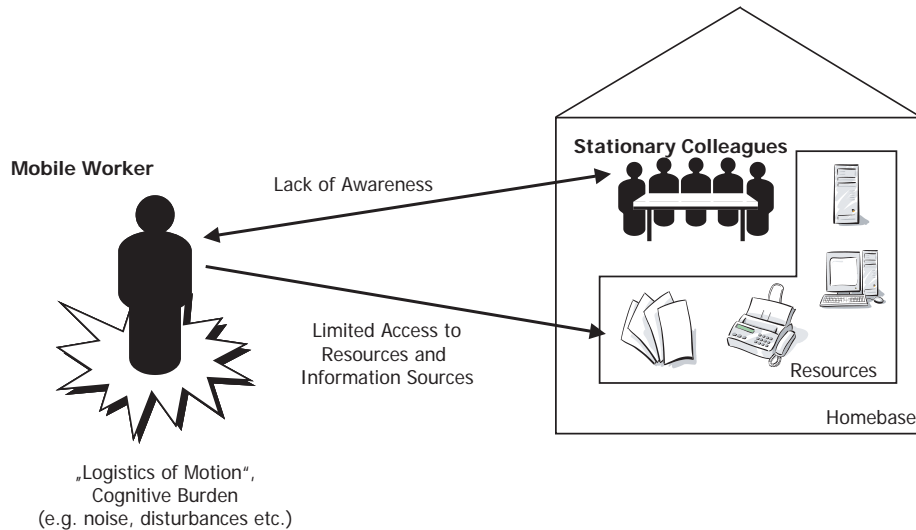 Mobile Worker
Lack of Awareness
Stationary Colleagues
Limited Access to
Resources and
Information Sources
Resources
Homebase
„Logistics of Motion“,
Cognitive Burden
(e.g. noise, disturbances etc.)